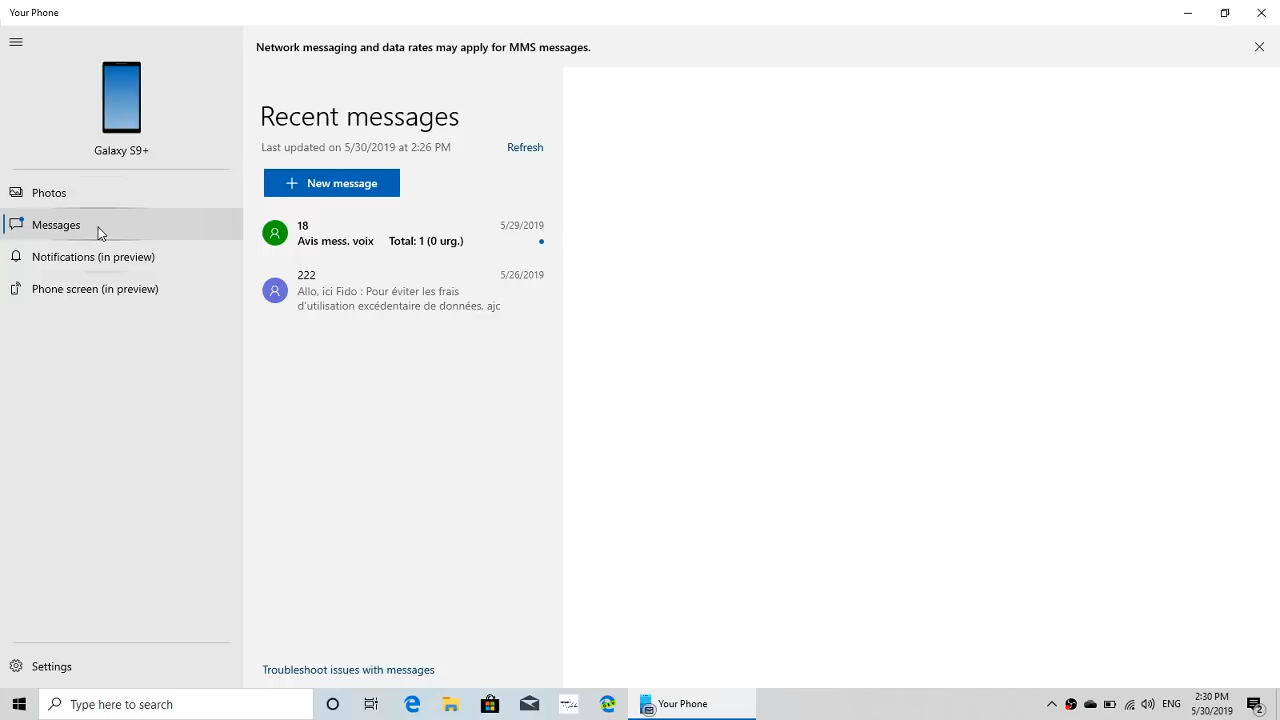 Your Phone
Network messaging and data rates may apply for MMS messages.
Galaxy S9+
Photos
Messages
Notifications (in preview)
Phone screen (in preview)
Settings
Recent messages
Last updated on 5/30/2019 at 2:26 PM Refresh
New message
18 5/29/2019
Avis mess. voix Total: 1 (0 urg.)
222 5/26/2019
Allo, ici Fido : Pour éviter les frais
d'utilisation excédentaire de données, ajc
Troubleshoot issues with messages
Type here to search
Your Phone
ENG
2:30 PM
5/30/2019
2